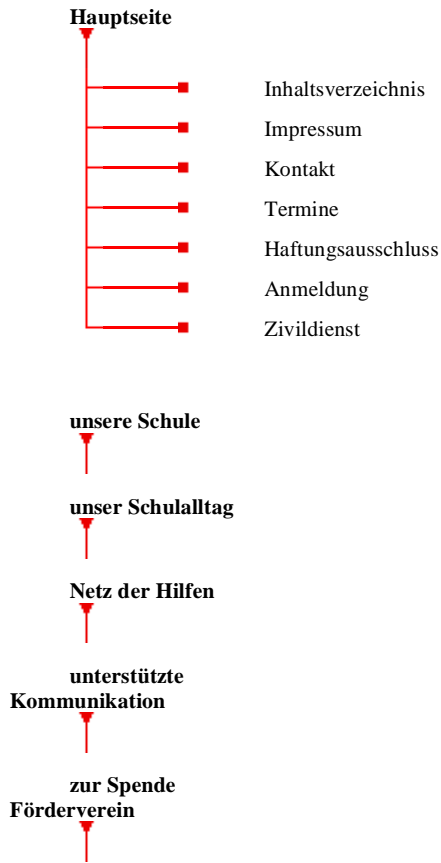 Hauptseite
Inhaltsverzeichnis
Impressum
Kontakt
Termine
Haftungsausschluss
Anmeldung
Zivildienst
unsere Schule
unser Schulalltag
Netz der Hilfen
unterstützte
Kommunikation
zur Spende
Förderverein